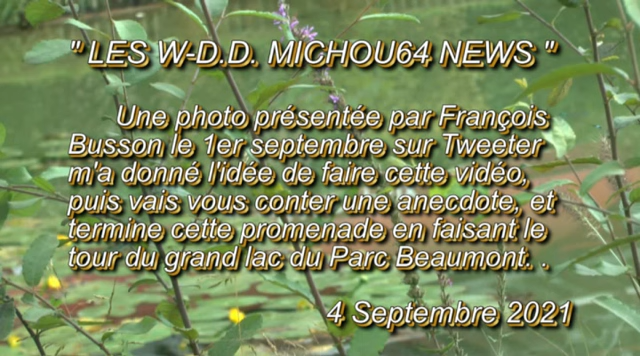 " LES W-D.D. MICHOU64 NEWS "
Une photo présentée par François
Busson le 1er septembre sur Tweeter
m'a donné l'idée de faire cette vidéo,
puis vais vous conter une anecdote, et
termine cette promenade en faisant le
tour du grand lac du Parc Beaumont. .
4 Septembre 2021